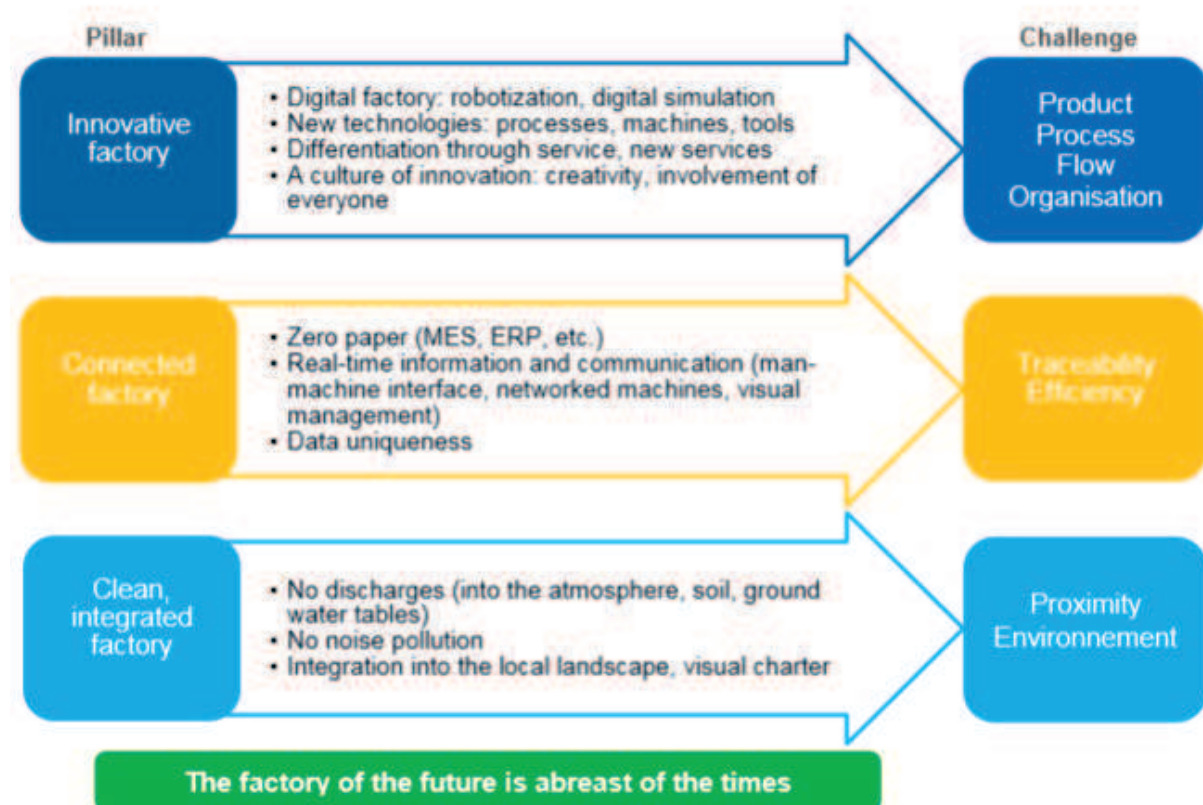 Pillar
Challenge
Innovative
factory
• Digital factory: robotization, digital simulation
• New technologies: processes, machines, tools
• Differentiation through service, new services
• A culture of innovation: creativity, involvement of
everyone
Product
Process
Flow
Organisation
Connected
factory
• Zero paper (MES, ERP, etc.)
• Real-time information and communication (man-
machine interface, networked machines, visual
management)
• Data uniqueness
Traceability
Efficiency
Clean,
integrated
factory
• No discharges (into the atmosphere, soil, ground
water tables)
• No noise pollution
• Integration into the local landscape, visual charter
Proximity
Environnement
The factory of the future is abreast of the times